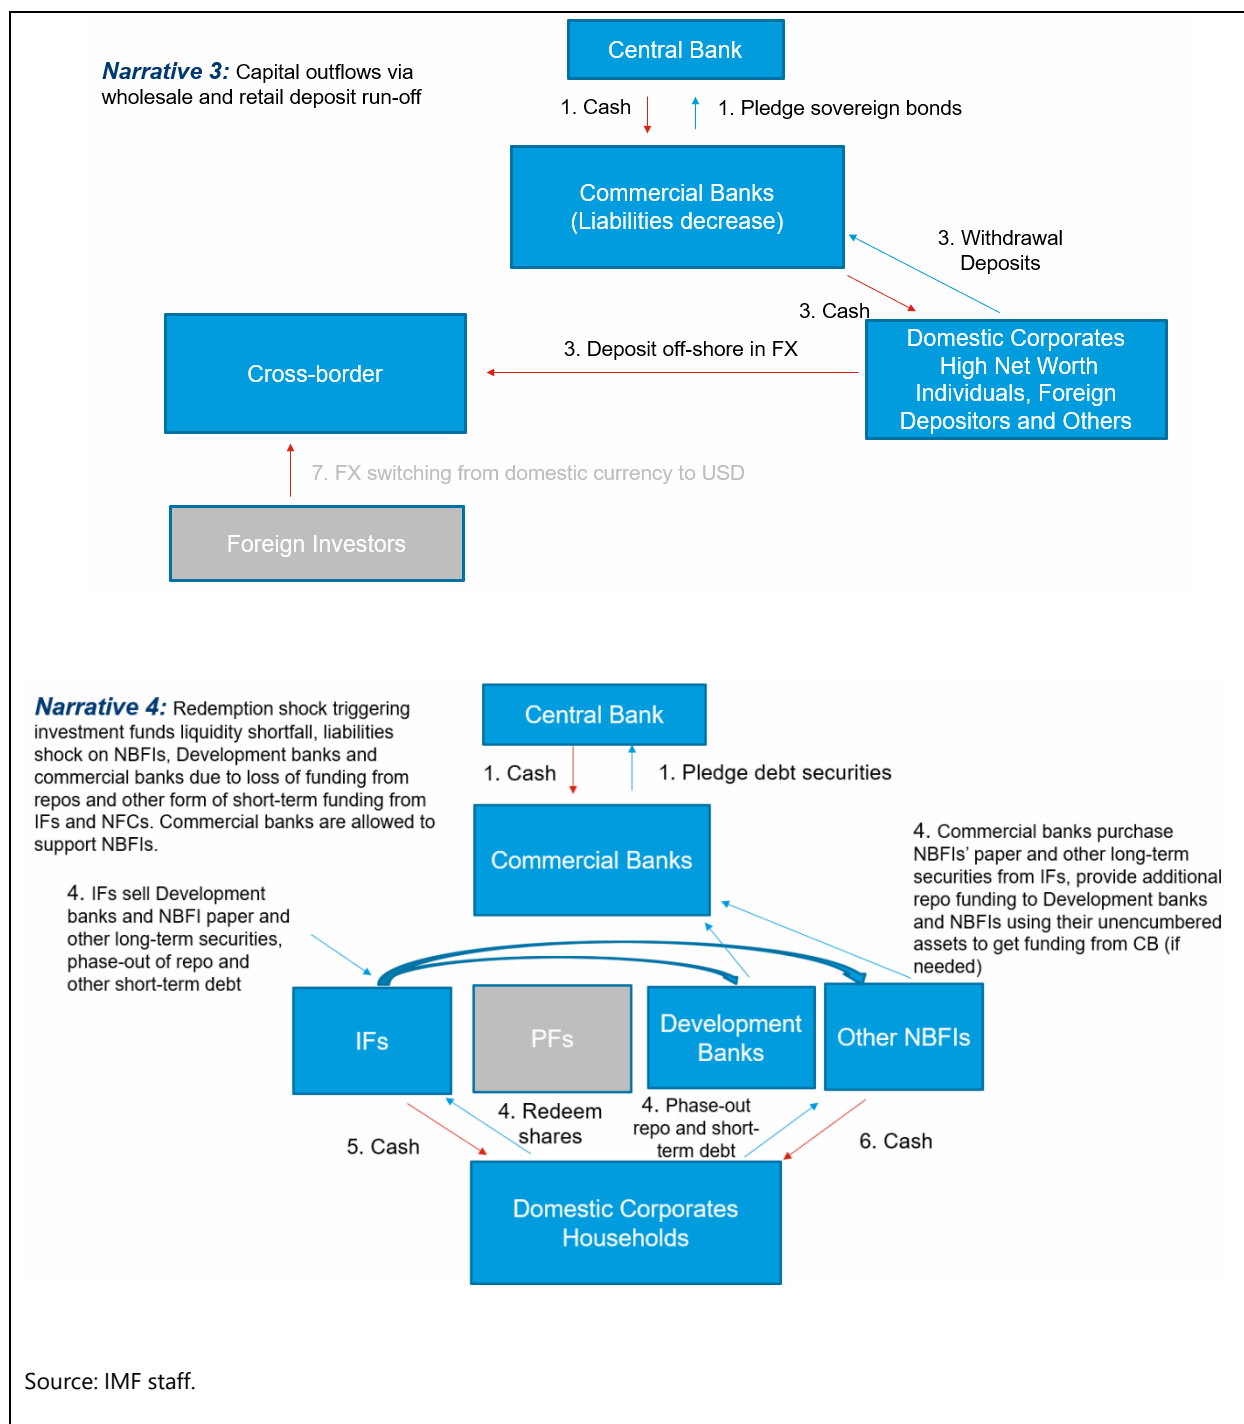 Central Bank
Narrative 3: Capital outflows via
wholesale and retail deposit run-off
1. Cash
1. Pledge sovereign bonds
Commercial Banks
(Liabilities decrease)
3. Withdrawal
Deposits
3. Cash
Domestic Corporates
High Net Worth
Individuals, Foreign
Depositors and Others
3. Deposit off-shore in FX
Cross-border
7. FX switching from domestic currency to USD
Foreign Investors
Narrative 4: Redemption shock triggering
investment funds liquidity shortfall, liabilities
shock on NBFIs, Development banks and
commercial banks due to loss of funding from
repos and other form of short-term funding from
IFs and NFCs. Commercial banks are allowed to
support NBFIs.
Central Bank
1. Cash
1. Pledge debt securities
Commercial Banks
4. Commercial banks purchase
NBFIs' paper and other long-term
securities from IFs, provide additional
repo funding to Development banks
and NBFIs using their unencumbered
assets to get funding from CB (if
needed)
4. IFs sell Development
banks and NBFI paper and
other long-term securities,
phase-out of repo and
other short-term debt
IFs
PFs
Development
Banks
Other NBFIs
5. Cash
4. Redeem
shares
4. Phase-out
repo and short-
term debt
6. Cash
Domestic Corporates
Households
Source: IMF staff.